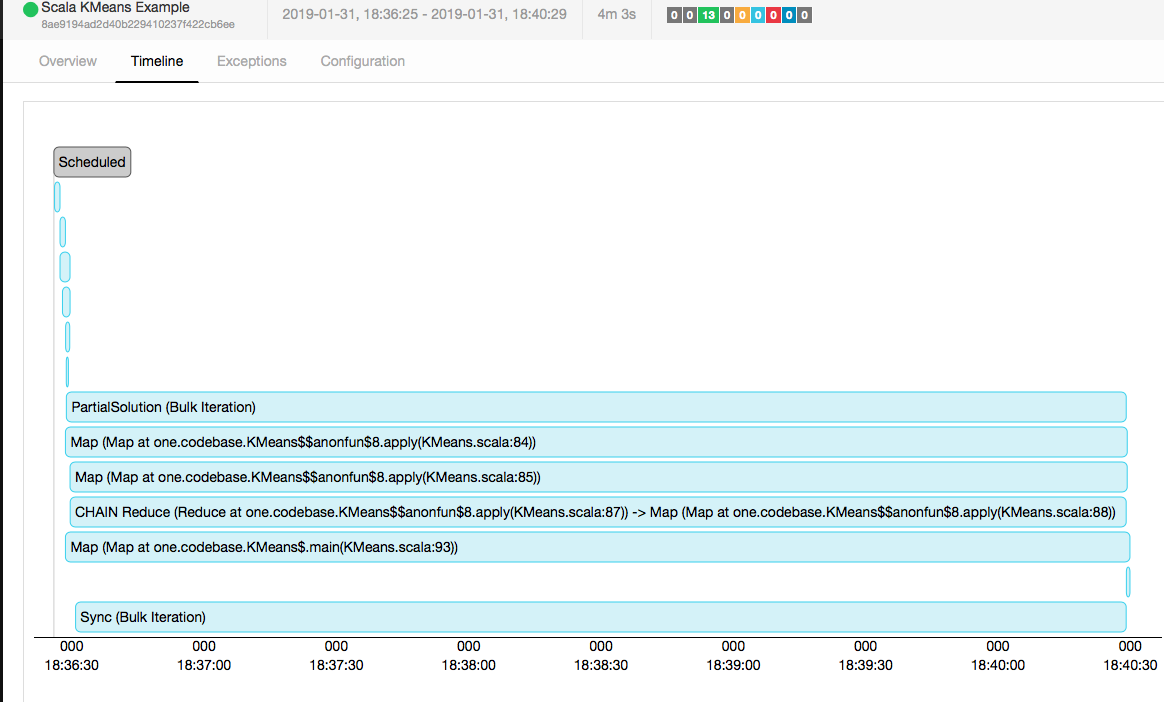 Scala KMeans Example
8ae9194ad2d40b229410237f422cb6ee
2019-01-31, 18:36:25 - 2019-01-31, 18:40:29
4m 3s
0 0 13 0 0 0 0 0 0
Overview Timeline Exceptions Configuration
Scheduled
PartialSolution (Bulk Iteration)
Map (Map at one.codebase.KMeans$$anonfun$8.apply(KMeans.scala:84))
Map (Map at one.codebase.KMeans$$anonfun$8.apply(KMeans.scala:85))
CHAIN Reduce (Reduce at one.codebase.KMeans$$anonfun$8.apply(KMeans.scala:87)) -> Map (Map at one.codebase.KMeans$$anonfun$8.apply(KMeans.scala:88))
Map (Map at one.codebase.KMeans$.main(KMeans.scala:93))
Sync (Bulk Iteration)
000 000 000 000 000 000 000 000 000
18:36:30 18:37:00 18:37:30 18:38:00 18:38:30 18:39:00 18:39:30 18:40:00 18:40:30